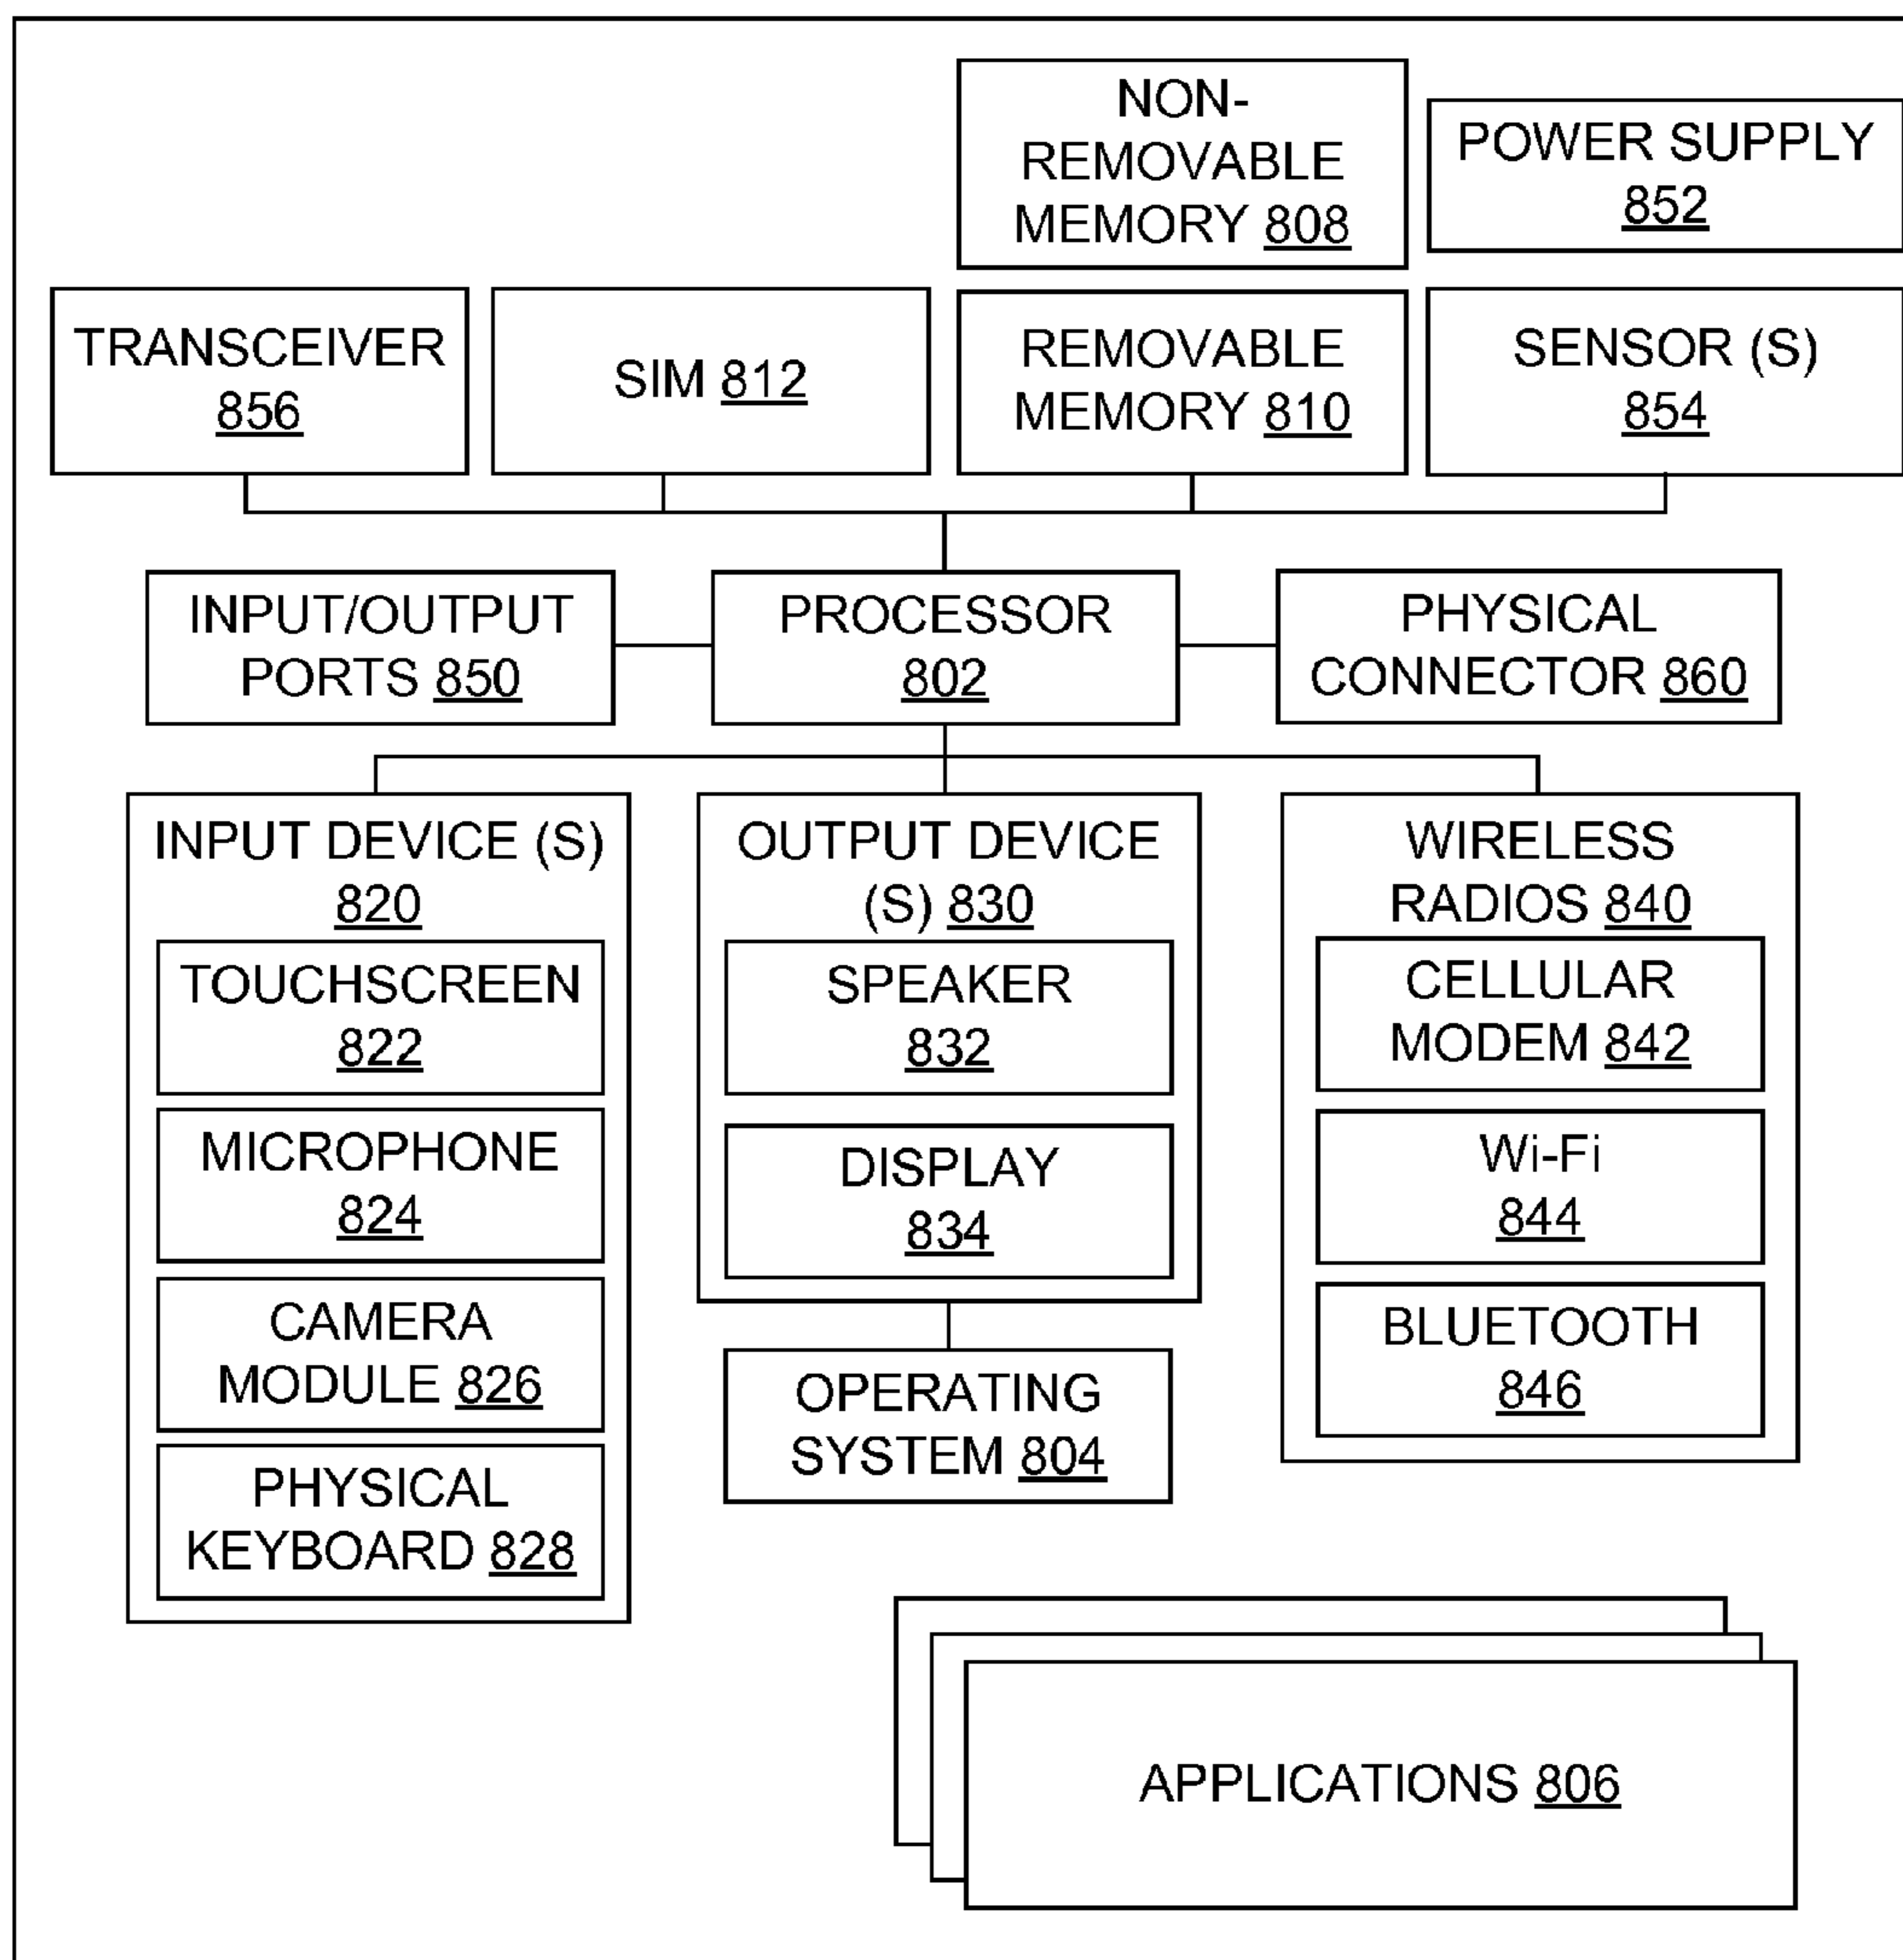 NON-
REMOVABLE
MEMORY 808
POWER SUPPLY
852
TRANSCEIVER
856
SIM 812
REMOVABLE
MEMORY 810
SENSOR (S)
854
INPUT/OUTPUT
PORTS 850
PROCESSOR
802
PHYSICAL
CONNECTOR 860
INPUT DEVICE (S)
820
TOUCHSCREEN
822
MICROPHONE
824
CAMERA
MODULE 826
PHYSICAL
KEYBOARD 828
OUTPUT DEVICE
(S) 830
SPEAKER
832
DISPLAY
834
OPERATING
SYSTEM 804
WIRELESS
RADIOS 840
CELLULAR
MODEM 842
Wi-Fi
844
BLUETOOTH
846
APPLICATIONS 806